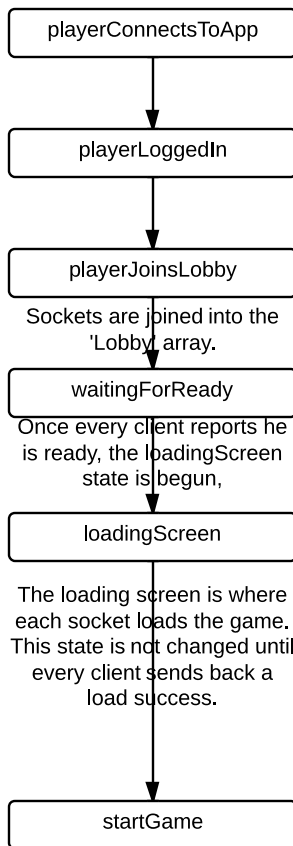 playerConnectsToApp
playerLoggedIn
playerJoinsLobby
Sockets are joined into the
'Lobby' array.
waitingForReady
Once every client reports he
is ready, the loadingScreen
state is begun,
loadingScreen
The loading screen is where
each socket loads the game.
This state is not changed until
every client sends back a
load success.
startGame